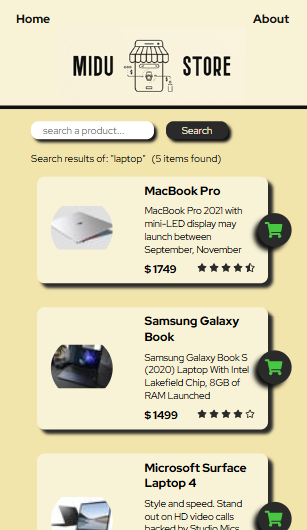 Home About
MIDU STORE
search a product... Search
Search results of: "laptop" (5 items found)
MacBook Pro
MacBook Pro 2021 with
mini-LED display may
launch between
September, November
$ 1749
Samsung Galaxy
Book
Samsung Galaxy Book S
(2020) Laptop With Intel
Lakefield Chip, 8GB of
RAM Launched
$ 1499
Microsoft Surface
Laptop 4
Style and speed. Stand
out on HD video calls
backed by Studio Mics.